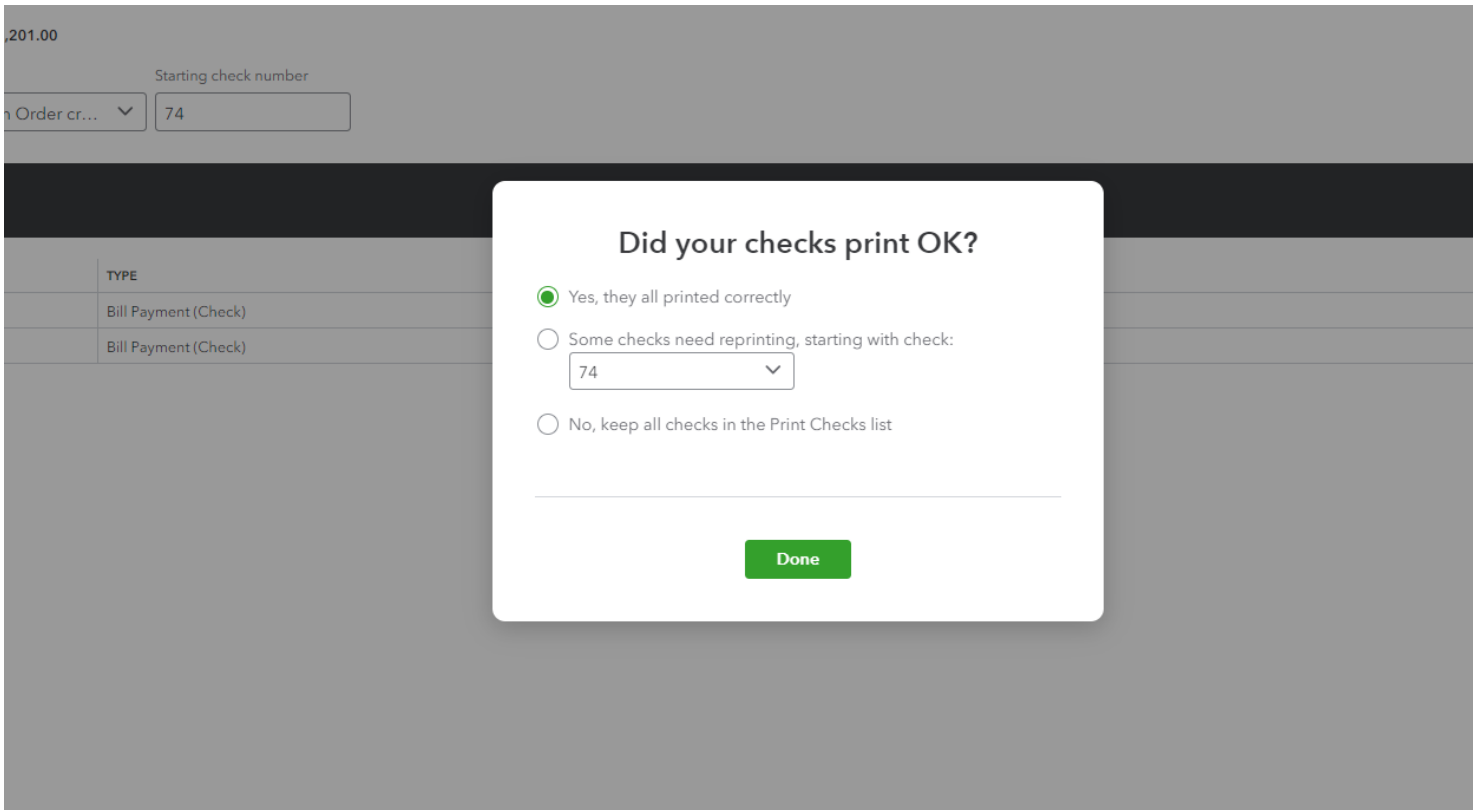 ,201.00
Starting check number
n Order cr...
74
Did your checks print OK?
TYPE
Yes, they all printed correctly
Bill Payment (Check)
Some checks need reprinting, starting with check:
Bill Payment (Check)
74
No, keep all checks in the Print Checks list
Done